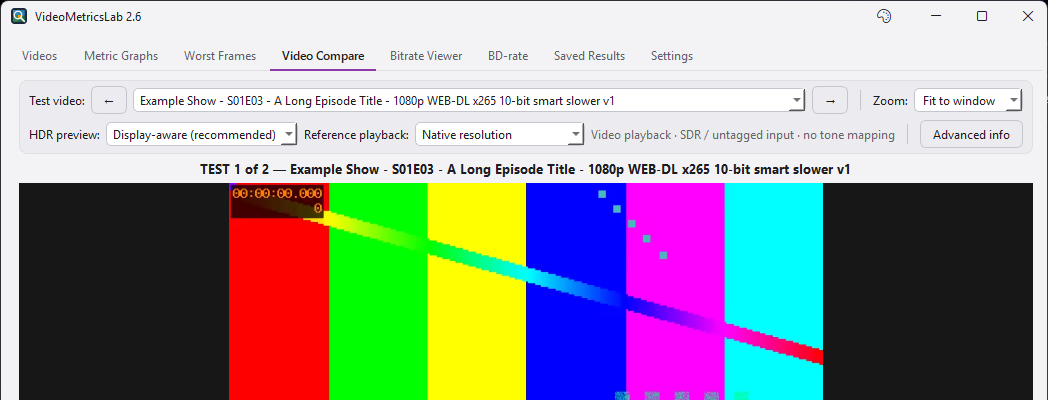 VideoMetricsLab 2.6
Videos Metric Graphs Worst Frames Video Compare Bitrate Viewer BD-rate Saved Results Settings
Test video: ← Example Show - S01E03 - A Long Episode Title - 1080p WEB-DL x265 10-bit smart slower v1 → Zoom: Fit to window
HDR preview: Display-aware (recommended) Reference playback: Native resolution Video playback · SDR / untagged input · no tone mapping Advanced info
TEST 1 of 2 — Example Show - S01E03 - A Long Episode Title - 1080p WEB-DL x265 10-bit smart slower v1
00:00:00.000
0